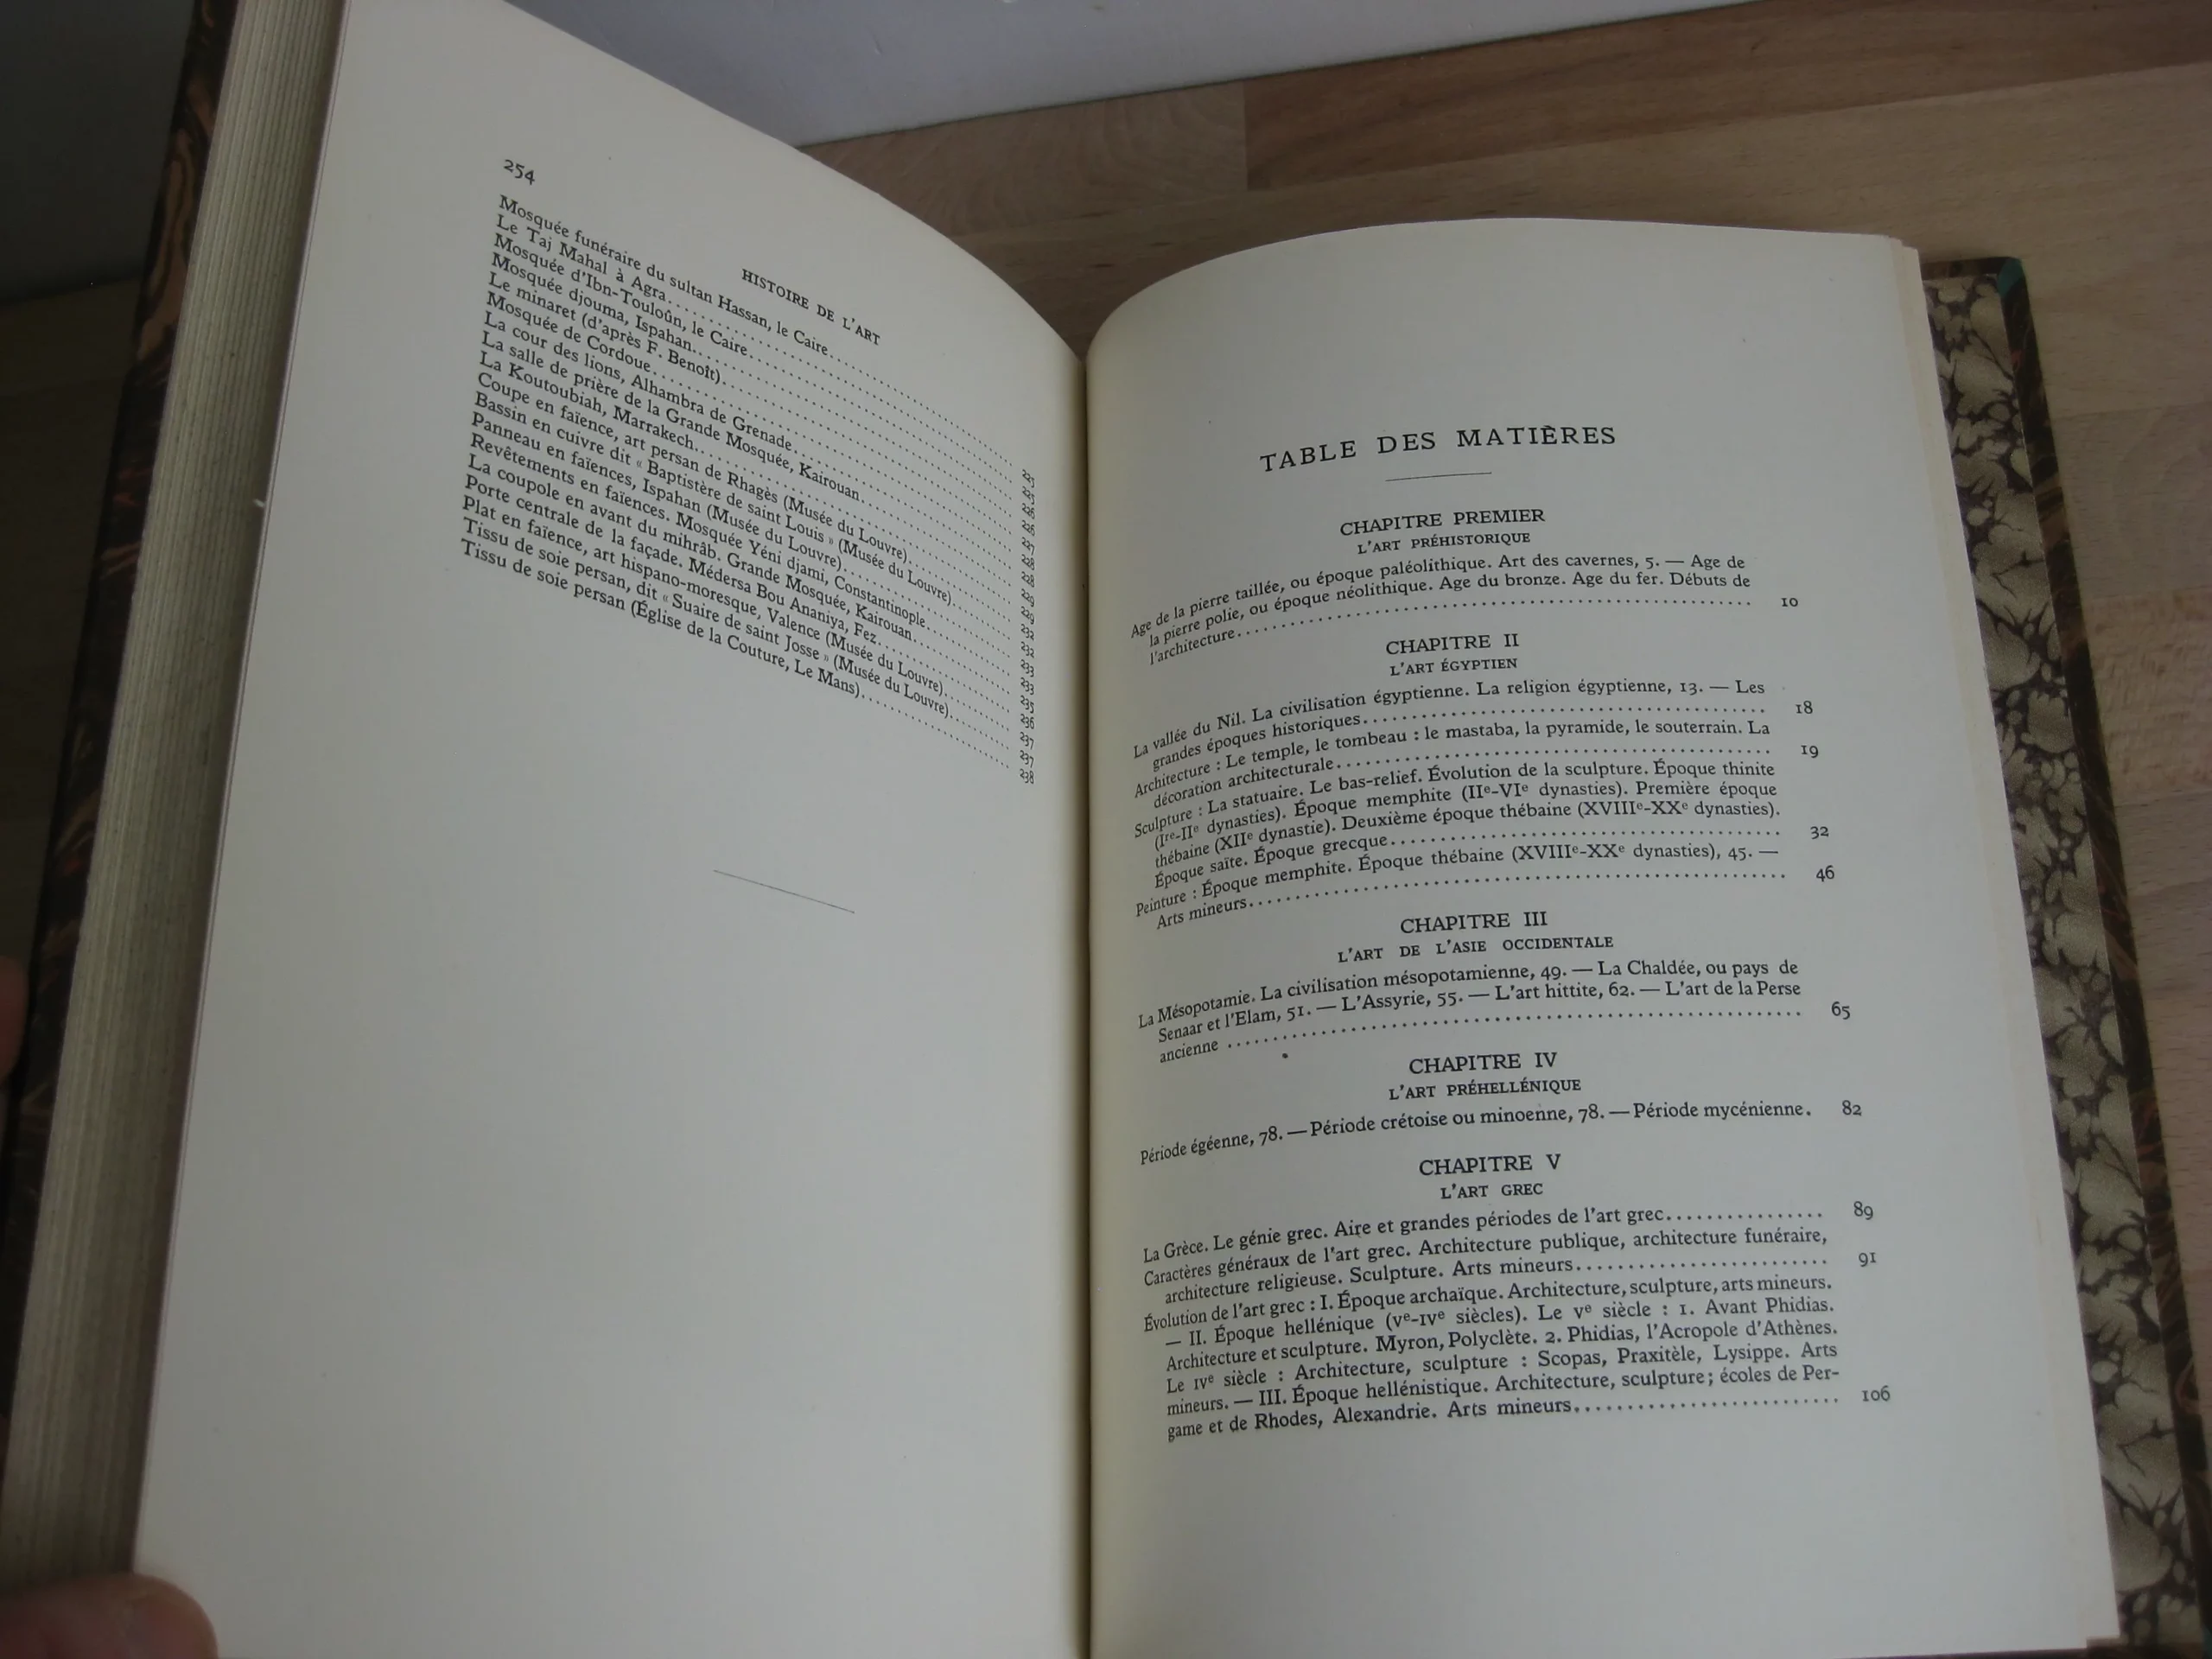 254
HISTOIRE DE L'ART
Mosquée funéraire du sultan Hassan, le Caire..... 225
Le Taj Mahal à Agra..... 225
Mosquée d'Ibn-Touloûn, le Caire..... 226
Mosquée djouma, Ispahan..... 226
Le minaret (d'après F. Benoît)..... 227
Mosquée de Cordoue..... 228
La cour des lions, Alhambra de Grenade..... 228
La salle de prière de la Grande Mosquée, Kairouan..... 229
La Koutoubiah, Marrakech..... 229
Coupe en faïence, art persan de Rhagès (Musée du Louvre)..... 232
Bassin en cuivre dit « Baptistère de saint Louis » (Musée du Louvre)..... 232
Panneau en faïences, Ispahan (Musée du Louvre)..... 233
Revêtements en faïences. Mosquée Yéni djami, Constantinople..... 233
La coupole en avant du mihrâb. Grande Mosquée, Kairouan..... 235
Porte centrale de la façade. Médersa Bou Ananiya, Fez..... 236
Plat en faïence, art hispano-moresque, Valence (Musée du Louvre)..... 237
Tissu de soie persan, dit « Suaire de saint Josse » (Musée du Louvre)..... 237
Tissu de soie persan (Église de la Couture, Le Mans)..... 238
TABLE DES MATIÈRES
CHAPITRE PREMIER
L'ART PRÉHISTORIQUE
Age de la pierre taillée, ou époque paléolithique. Art des cavernes, 5. — Age de
la pierre polie, ou époque néolithique. Age du bronze. Age du fer. Débuts de
l'architecture..... 10
CHAPITRE II
L'ART ÉGYPTIEN
La vallée du Nil. La civilisation égyptienne. La religion égyptienne, 13. — Les
grandes époques historiques..... 18
Architecture : Le temple, le tombeau : le mastaba, la pyramide, le souterrain. La
décoration architecturale..... 19
Sculpture : La statuaire. Le bas-relief. Évolution de la sculpture. Époque thinite
(Ire-IIe dynasties). Époque memphite (IIe-VIe dynasties). Première époque
thébaine (XIIe dynastie). Deuxième époque thébaine (XVIIIe-XXe dynasties).
Époque saïte. Époque grecque..... 32
Peinture : Époque memphite. Époque thébaine (XVIIIe-XXe dynasties), 45. —
Arts mineurs..... 46
CHAPITRE III
L'ART DE L'ASIE OCCIDENTALE
La Mésopotamie. La civilisation mésopotamienne, 49. — La Chaldée, ou pays de
Senaar et l'Elam, 51. — L'Assyrie, 55. — L'art hittite, 62. — L'art de la Perse
ancienne ..... 65
CHAPITRE IV
L'ART PRÉHELLÉNIQUE
Période égéenne, 78. — Période crétoise ou minoenne, 78. — Période mycénienne. 82
CHAPITRE V
L'ART GREC
La Grèce. Le génie grec. Aire et grandes périodes de l'art grec..... 89
Caractères généraux de l'art grec. Architecture publique, architecture funéraire,
architecture religieuse. Sculpture. Arts mineurs..... 91
Évolution de l'art grec : I. Époque archaïque. Architecture, sculpture, arts mineurs.
— II. Époque hellénique (Ve-IVe siècles). Le Ve siècle : 1. Avant Phidias.
Architecture et sculpture. Myron, Polyclète. 2. Phidias, l'Acropole d'Athènes.
Le IVe siècle : Architecture, sculpture : Scopas, Praxitèle, Lysippe. Arts
mineurs. — III. Époque hellénistique. Architecture, sculpture ; écoles de Per-
game et de Rhodes, Alexandrie. Arts mineurs..... 106